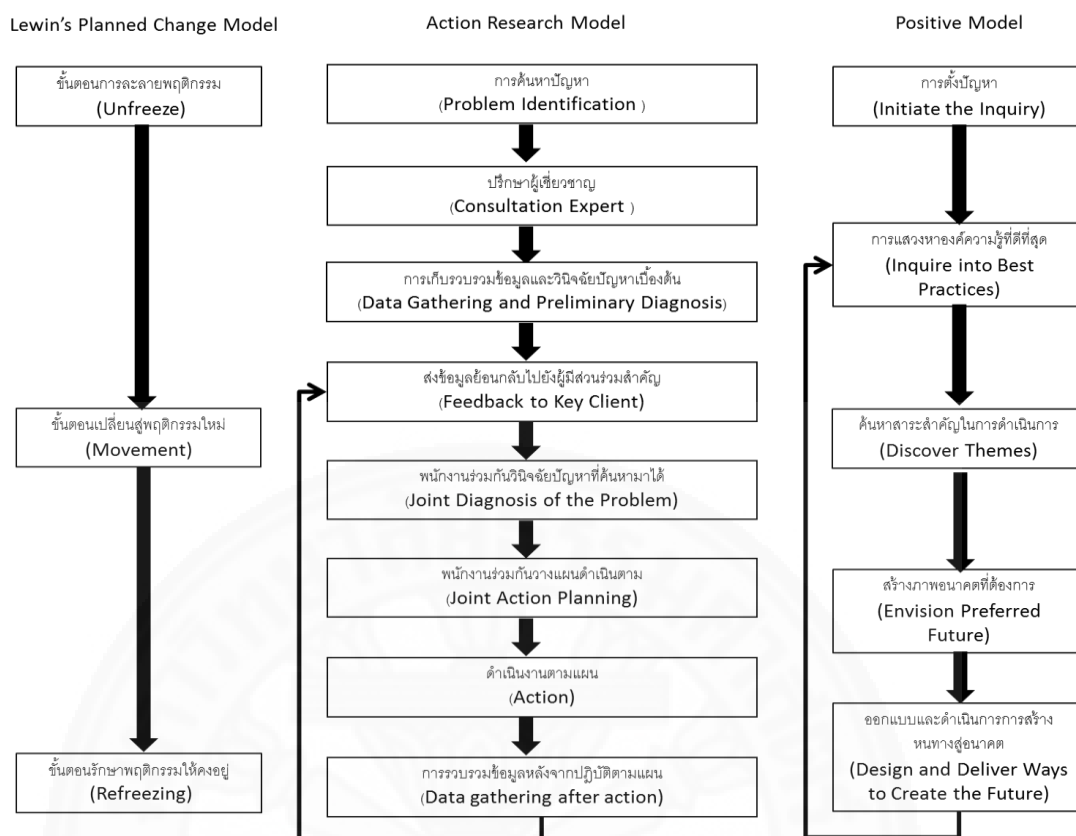 Lewin's Planned Change Model
ขั้นตอนการละลายพฤติกรรม
(Unfreeze)
ขั้นตอนเปลี่ยนสู่พฤติกรรมใหม่
(Movement)
ขั้นตอนรักษาพฤติกรรมให้คงอยู่
(Refreezing)
Action Research Model
การค้นหาปัญหา
(Problem Identification )
ปรึกษาผู้เชี่ยวชาญ
(Consultation Expert )
การเก็บรวบรวมข้อมูลและวินิจฉัยปัญหาเบื้องต้น
(Data Gathering and Preliminary Diagnosis)
ส่งข้อมูลย้อนกลับไปยังผู้มีส่วนร่วมสำคัญ
(Feedback to Key Client)
พนักงานร่วมกันวินิจฉัยปัญหาที่ค้นหามาได้
(Joint Diagnosis of the Problem)
พนักงานร่วมกันวางแผนดำเนินตาม
(Joint Action Planning)
ดำเนินงานตามแผน
(Action)
การรวบรวมข้อมูลหลังจากปฏิบัติตามแผน
(Data gathering after action)
Positive Model
การตั้งปัญหา
(Initiate the Inquiry)
การแสวงหาองค์ความรู้ที่ดีที่สุด
(Inquire into Best
Practices)
ค้นหาสาระสำคัญในการดำเนินการ
(Discover Themes)
สร้างภาพอนาคตที่ต้องการ
(Envision Preferred
Future)
ออกแบบและดำเนินการการสร้าง
หนทางสู่อนาคต
(Design and Deliver Ways
to Create the Future)